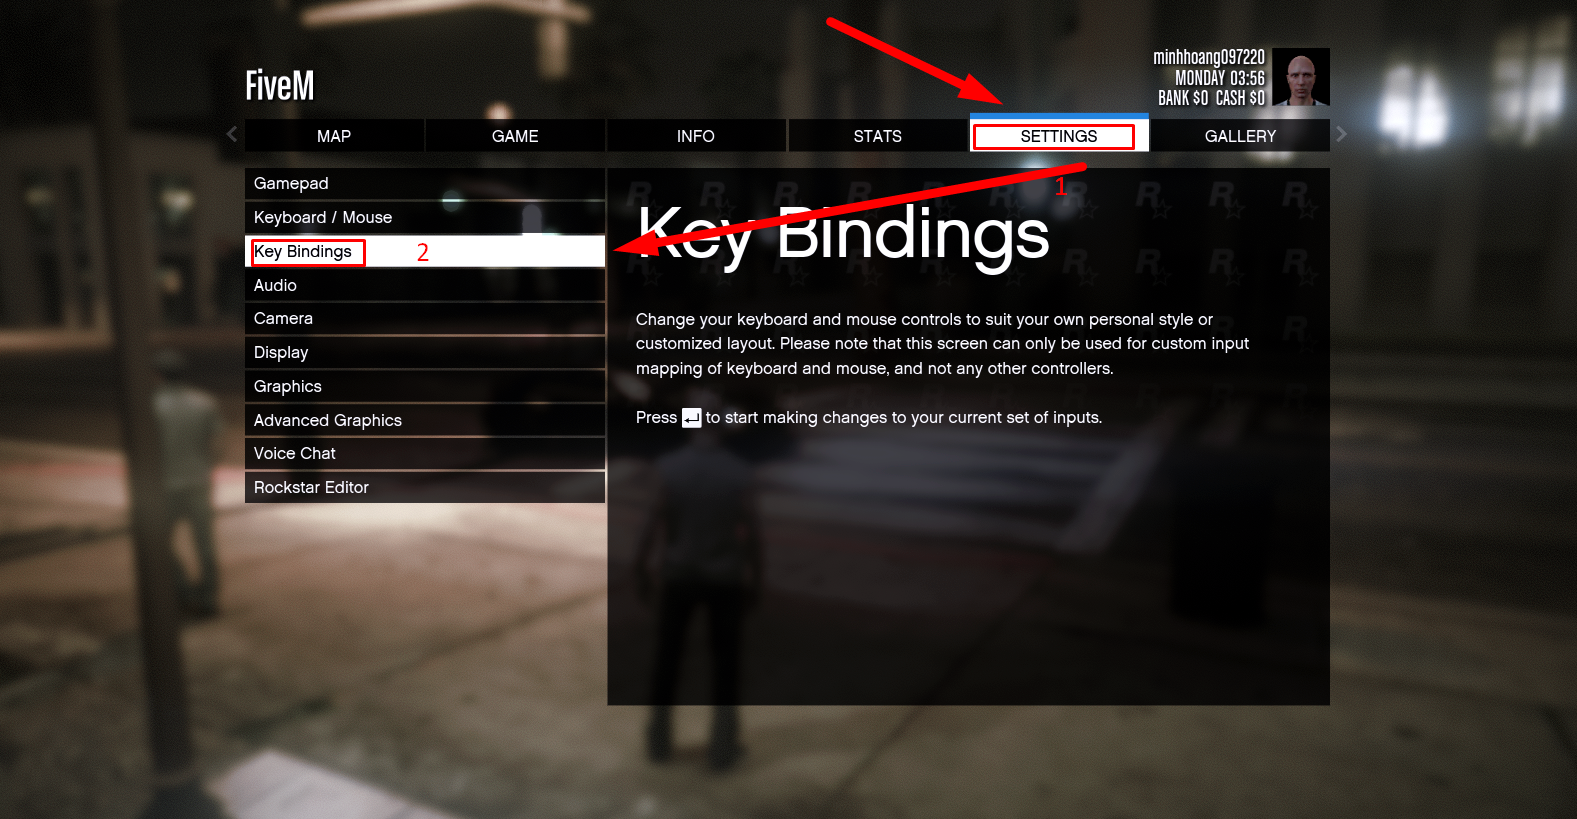 FiveM
minhhoang097220
MONDAY 03:56
BANK $0 CASH $0
MAP
GAME
INFO
STATS
SETTINGS
GALLERY
1
Gamepad
Keyboard / Mouse
Key Bindings
2
Audio
Camera
Display
Graphics
Advanced Graphics
Voice Chat
Rockstar Editor
Key Bindings
Change your keyboard and mouse controls to suit your own personal style or
customized layout. Please note that this screen can only be used for custom input
mapping of keyboard and mouse, and not any other controllers.
Press ↵ to start making changes to your current set of inputs.